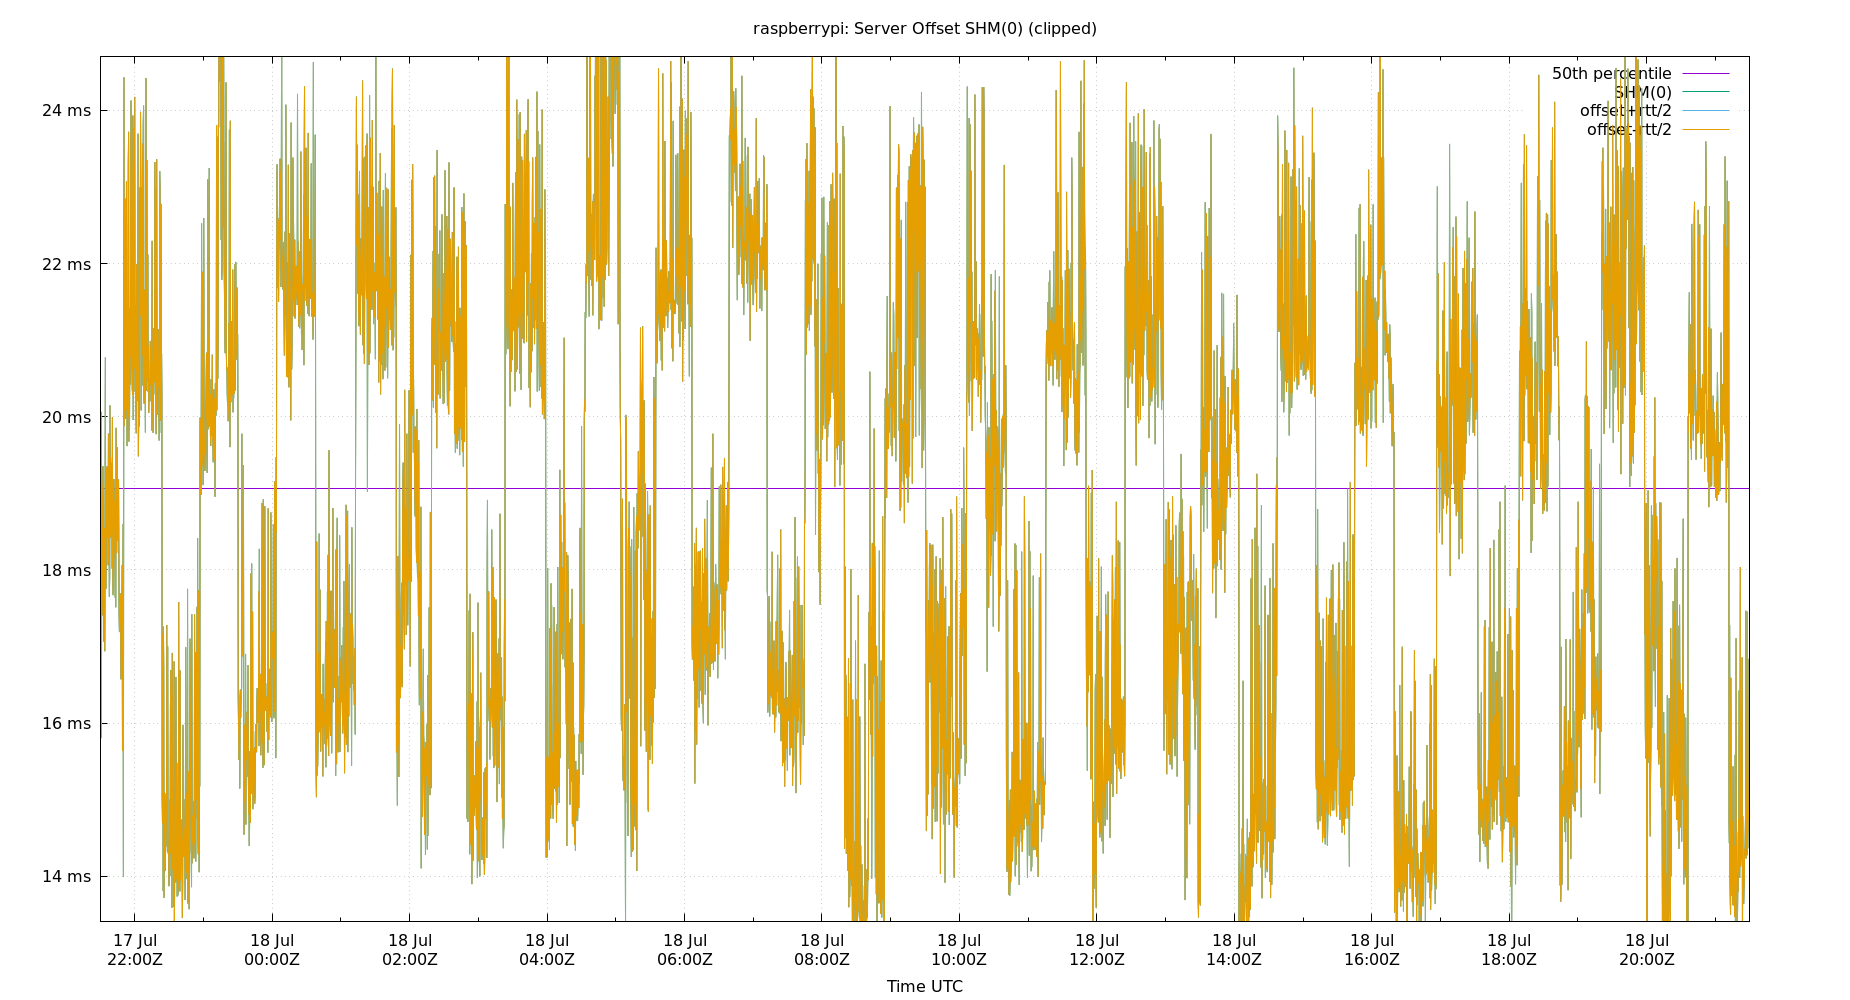 raspberrypi: Server Offset SHM(0) (clipped)
50th percentile
SHM(0)
offset+rtt/2
offset-rtt/2
24 ms
22 ms
20 ms
18 ms
16 ms
14 ms
17 Jul 18 Jul 18 Jul 18 Jul 18 Jul 18 Jul 18 Jul 18 Jul 18 Jul 18 Jul 18 Jul 18 Jul
22:00Z 00:00Z 02:00Z 04:00Z 06:00Z 08:00Z 10:00Z 12:00Z 14:00Z 16:00Z 18:00Z 20:00Z
Time UTC